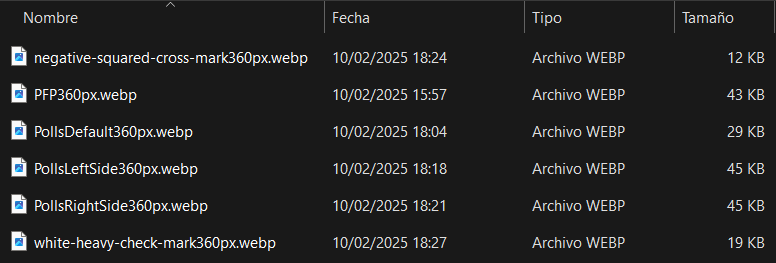 Nombre Fecha Tipo Tamaño
negative-squared-cross-mark360px.webp 10/02/2025 18:24 Archivo WEBP 12 KB
PFP360px.webp 10/02/2025 15:57 Archivo WEBP 43 KB
PollsDefault360px.webp 10/02/2025 18:04 Archivo WEBP 29 KB
PollsLeftSide360px.webp 10/02/2025 18:18 Archivo WEBP 45 KB
PollsRightSide360px.webp 10/02/2025 18:21 Archivo WEBP 45 KB
white-heavy-check-mark360px.webp 10/02/2025 18:27 Archivo WEBP 19 KB